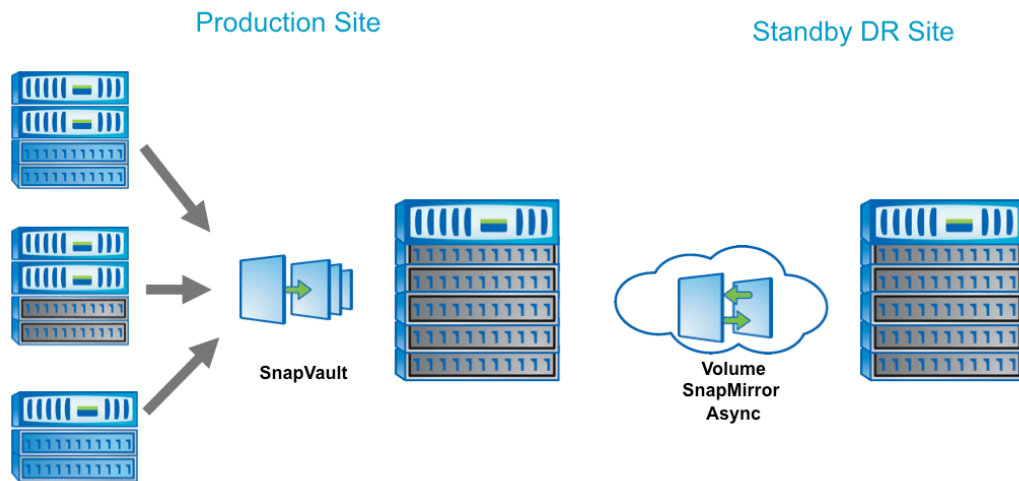 Production Site
Standby DR Site
SnapVault
Volume
SnapMirror
Async